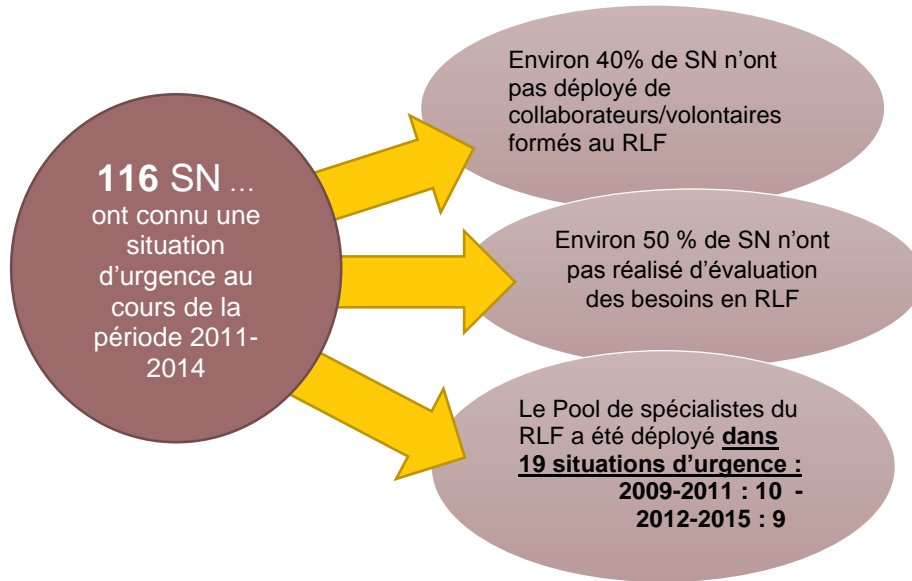 116 SN ...
ont connu une
situation
d’urgence au
cours de la
période 2011-
2014
Environ 40% de SN n’ont
pas déployé de
collaborateurs/volontaires
formés au RLF
Environ 50 % de SN n’ont
pas réalisé d’évaluation
des besoins en RLF
Le Pool de spécialistes du
RLF a été déployé dans
19 situations d’urgence :
2009-2011 : 10 -
2012-2015 : 9